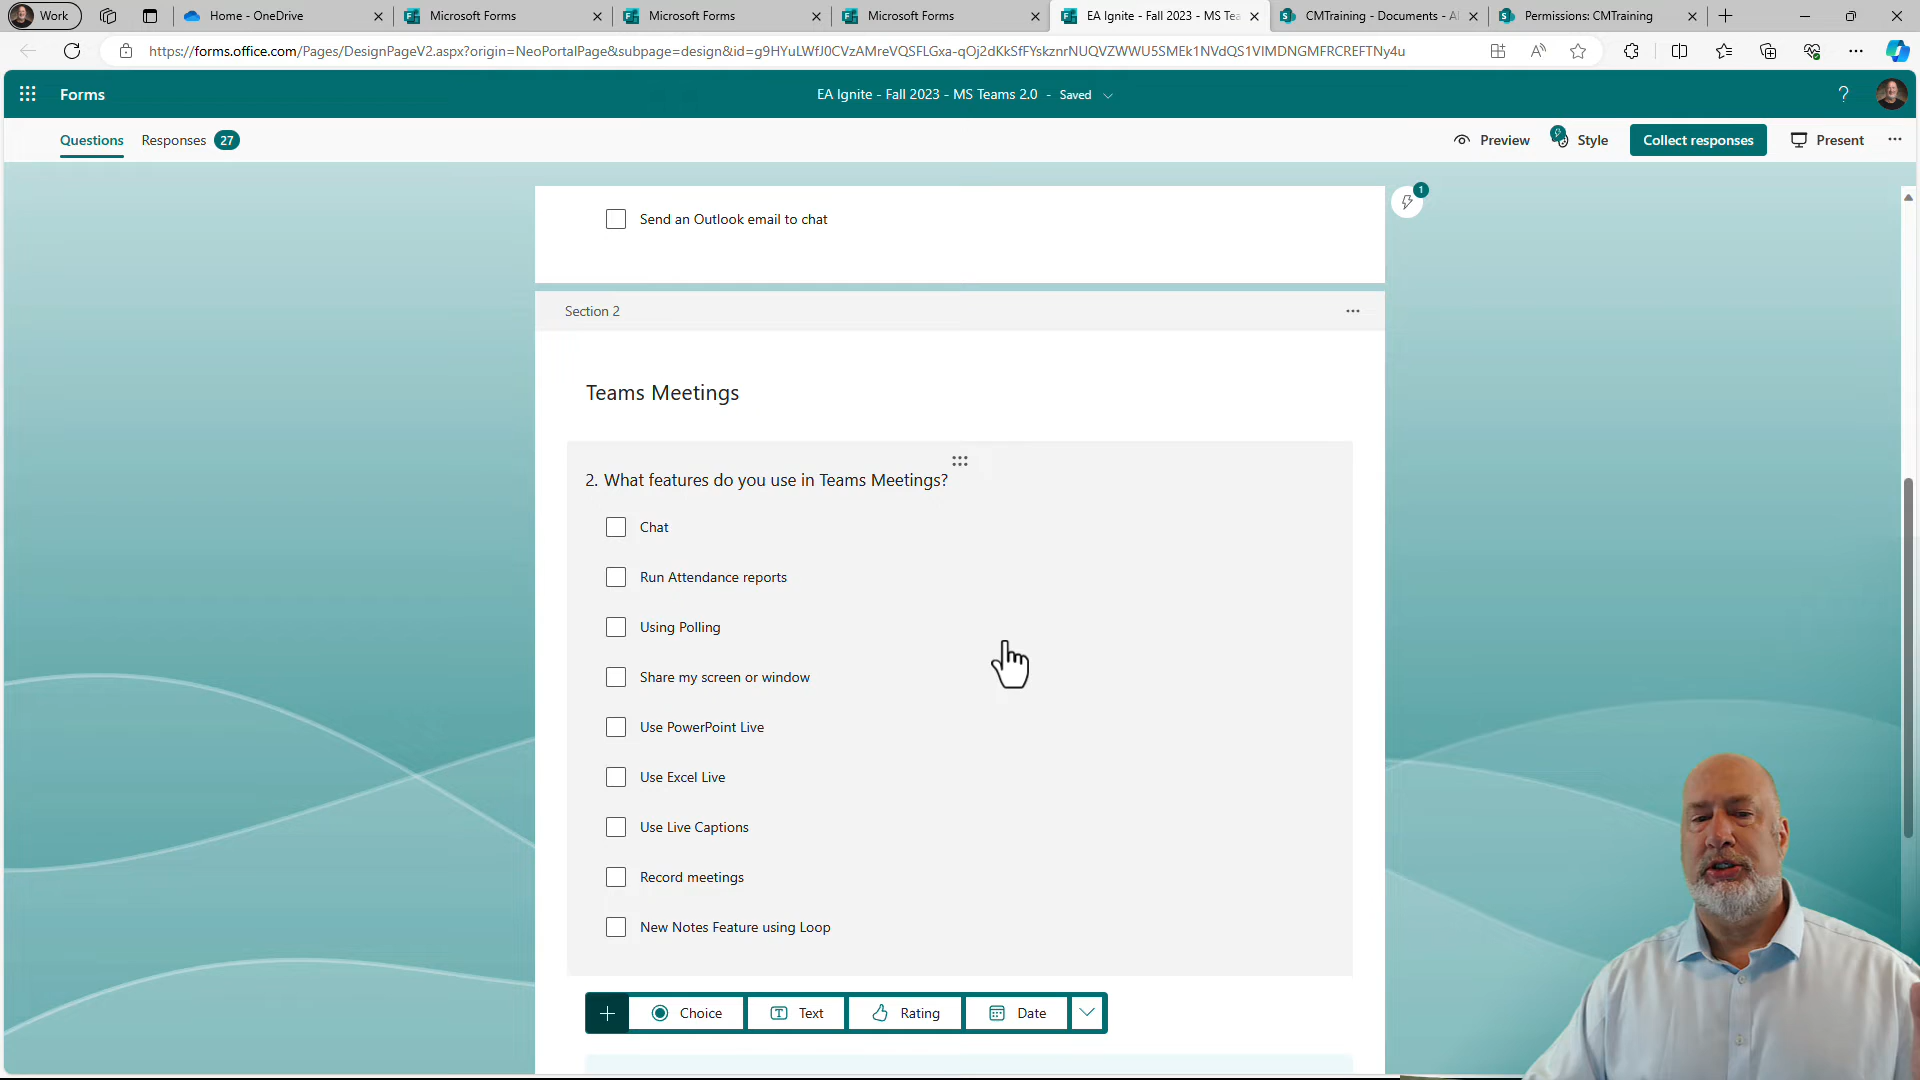 Work
Home - OneDrive
Microsoft Forms
Microsoft Forms
Microsoft Forms
EA Ignite - Fall 2023 - MS Tea
CMTraining - Documents - Al
Permissions: CMTraining
https://forms.office.com/Pages/DesignPageV2.aspx?origin=NeoPortalPage&subpage=design&id=g9HYuLWfJ0CVzAMreVQSFLGxa-qOj2dKkSfFYskznrNUQVZWWU5SMEk1NVdQS1VIMDNGMFRCREFTNy4u
Forms
EA Ignite - Fall 2023 - MS Teams 2.0 - Saved
?
Questions
Responses 27
Preview
Style
Collect responses
Present
1
Send an Outlook email to chat
Section 2
Teams Meetings
2. What features do you use in Teams Meetings?
Chat
Run Attendance reports
Using Polling
Share my screen or window
Use PowerPoint Live
Use Excel Live
Use Live Captions
Record meetings
New Notes Feature using Loop
Choice
Text
Rating
Date